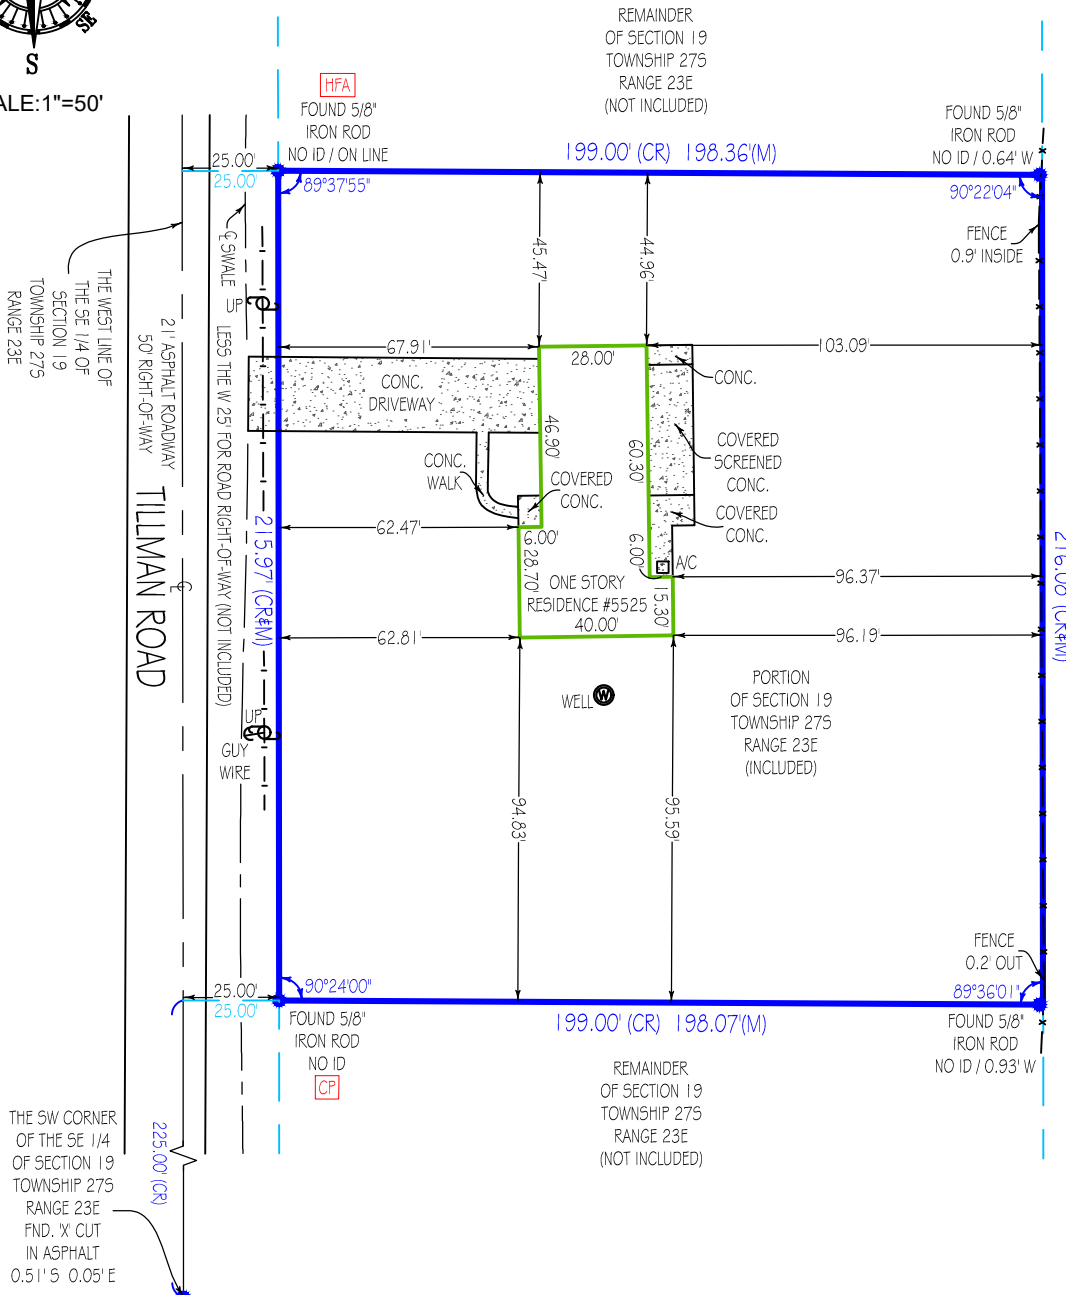 SE
S
ALE:1"=50'
REMAINDER
OF SECTION 19
TOWNSHIP 27S
RANGE 23E
(NOT INCLUDED)
HFA
FOUND 5/8"
IRON ROD
NO ID / ON LINE
FOUND 5/8"
IRON ROD
NO ID / 0.64' W
199.00' (CR) 198.36'(M)
25.00'
25.00'
89°37'55"
90°22'04"
FENCE
0.9' INSIDE
℄ SWALE
45.47'
44.96'
THE WEST LINE OF
THE SE 1/4 OF
SECTION 19
TOWNSHIP 27S
RANGE 23E
UP
21' ASPHALT ROADWAY
50' RIGHT-OF-WAY
LESS THE W 25' FOR ROAD RIGHT-OF-WAY (NOT INCLUDED)
67.91'
28.00'
103.09'
CONC.
DRIVEWAY
CONC.
46.90'
60.30'
COVERED
SCREENED
CONC.
CONC.
WALK
COVERED
CONC.
COVERED
CONC.
TILLMAN ROAD
℄
215.97' (CR&M)
216.08' (CR&M)
62.47'
6.00'
6.00'
28.70'
A/C
ONE STORY
RESIDENCE #5525
40.00'
15.30'
96.37'
62.81'
96.19'
WELL
W
PORTION
OF SECTION 19
TOWNSHIP 27S
RANGE 23E
(INCLUDED)
UP
GUY
WIRE
94.83'
95.59'
FENCE
0.2' OUT
25.00'
25.00'
90°24'00"
89°36'01"
FOUND 5/8"
IRON ROD
NO ID
CP
199.00' (CR) 198.07'(M)
FOUND 5/8"
IRON ROD
NO ID / 0.93' W
REMAINDER
OF SECTION 19
TOWNSHIP 27S
RANGE 23E
(NOT INCLUDED)
225.00' (CR)
THE SW CORNER
OF THE SE 1/4
OF SECTION 19
TOWNSHIP 27S
RANGE 23E
FND. 'X' CUT
IN ASPHALT
0.51' S 0.05' E